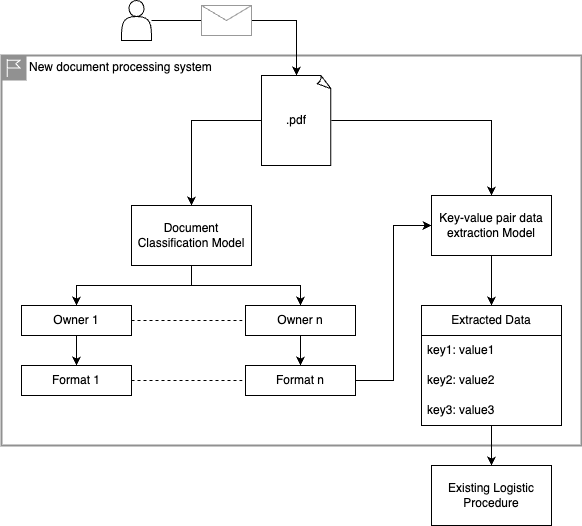 New document processing system
.pdf
Document
Classification Model
Key-value pair data
extraction Model
Owner 1
Owner n
Extracted Data
Format 1
Format n
key1: value1
key2: value2
key3: value3
Existing Logistic
Procedure